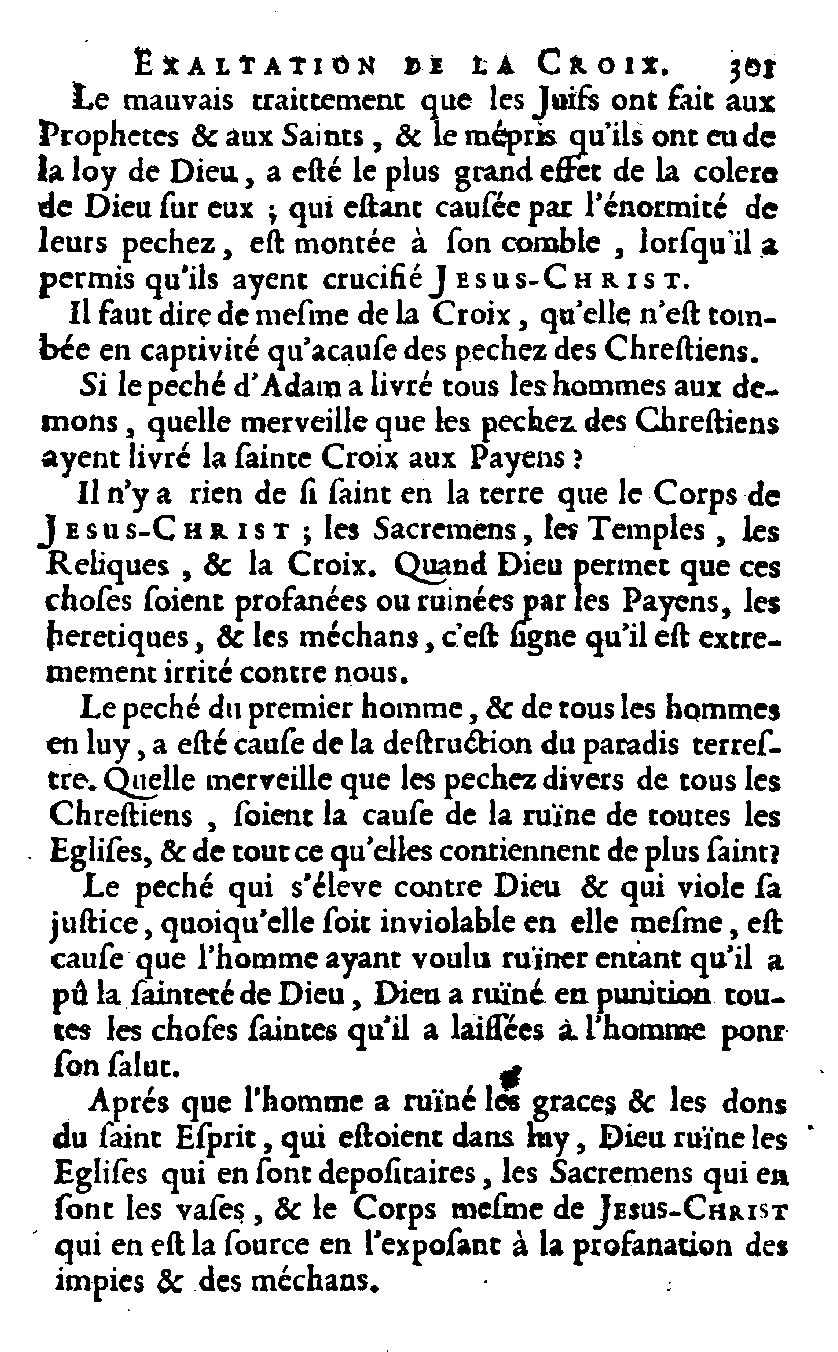 EXALTATION DE LA CROIX. 301
Le mauvais traittement que les Juifs ont fait aux
Prophetes & aux Saints, & le mépris qu'ils ont eu de
la loy de Dieu, a eſté le plus grand effet de la colere
de Dieu ſur eux ; qui eſtant cauſée par l'énormité de
leurs pechez, eſt montée à ſon comble, lorſqu'il a
permis qu'ils ayent crucifié JESUS-CHRIST.
Il faut dire de meſme de la Croix, qu'elle n'eſt tom-
bée en captivité qu'acauſe des pechez des Chreſtiens.
Si le peché d'Adam a livré tous les hommes aux de-
mons, quelle merveille que les pechez des Chreſtiens
ayent livré la ſainte Croix aux Payens ?
Il n'y a rien de ſi ſaint en la terre que le Corps de
JESUS-CHRIST ; les Sacremens, les Temples, les
Reliques, & la Croix. Quand Dieu permet que ces
choſes ſoient profanées ou ruinées par les Payens, les
heretiques, & les méchans, c'eſt ſigne qu'il eſt extre-
mement irrité contre nous.
Le peché du premier homme, & de tous les hommes
en luy, a eſté cauſe de la deſtruction du paradis terreſ-
tre. Quelle merveille que les pechez divers de tous les
Chreſtiens, ſoient la cauſe de la ruïne de toutes les
Egliſes, & de tout ce qu'elles contiennent de plus ſaint?
Le peché qui s'éleve contre Dieu & qui viole ſa
juſtice, quoiqu'elle ſoit inviolable en elle meſme, eſt
cauſe que l'homme ayant voulu ruïner entant qu'il a
pû la ſainteté de Dieu, Dieu a ruïné en punition tou-
tes les choſes ſaintes qu'il a laiſſées à l'homme pour
ſon ſalut.
Aprés que l'homme a ruïné les graces & les dons
du ſaint Eſprit, qui eſtoient dans luy, Dieu ruïne les
Egliſes qui en ſont depoſitaires, les Sacremens qui en
ſont les vaſes, & le Corps meſme de JESUS-CHRIST
qui en eſt la ſource en l'expoſant à la profanation des
impies & des méchans.